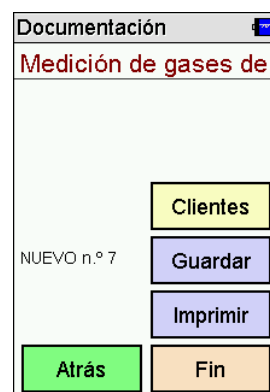 Documentación
Medición de gases de
Clientes
NUEVO n.º 7
Guardar
Imprimir
Atrás
Fin